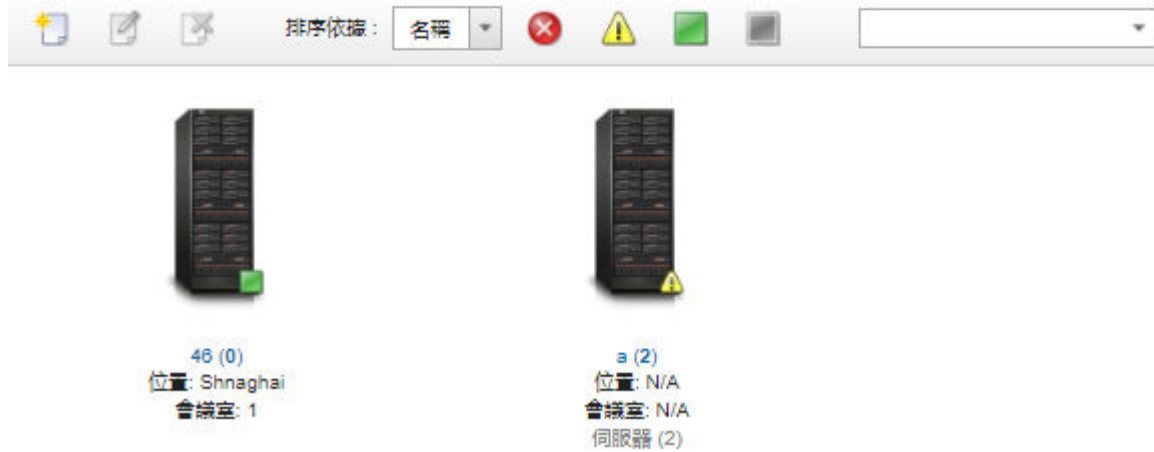 排序依據： 名稱
46 (0)
位置: Shnaghai
會議室: 1
a (2)
位置: N/A
會議室: N/A
伺服器 (2)